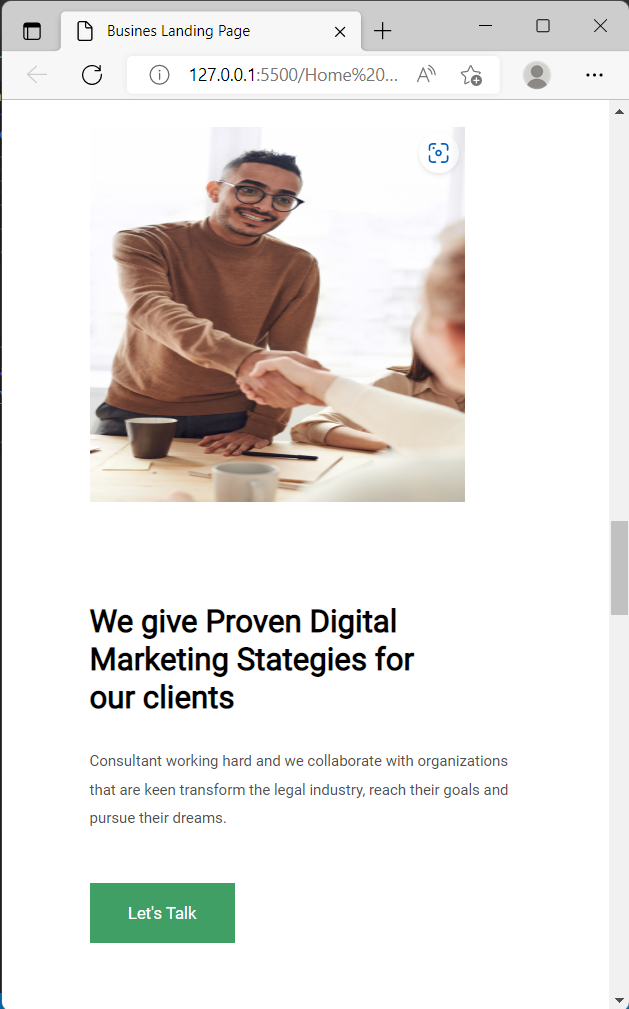 Busines Landing Page
127.0.0.1:5500/Home%20...
We give Proven Digital
Marketing Stategies for
our clients
Consultant working hard and we collaborate with organizations
that are keen transform the legal industry, reach their goals and
pursue their dreams.
Let's Talk